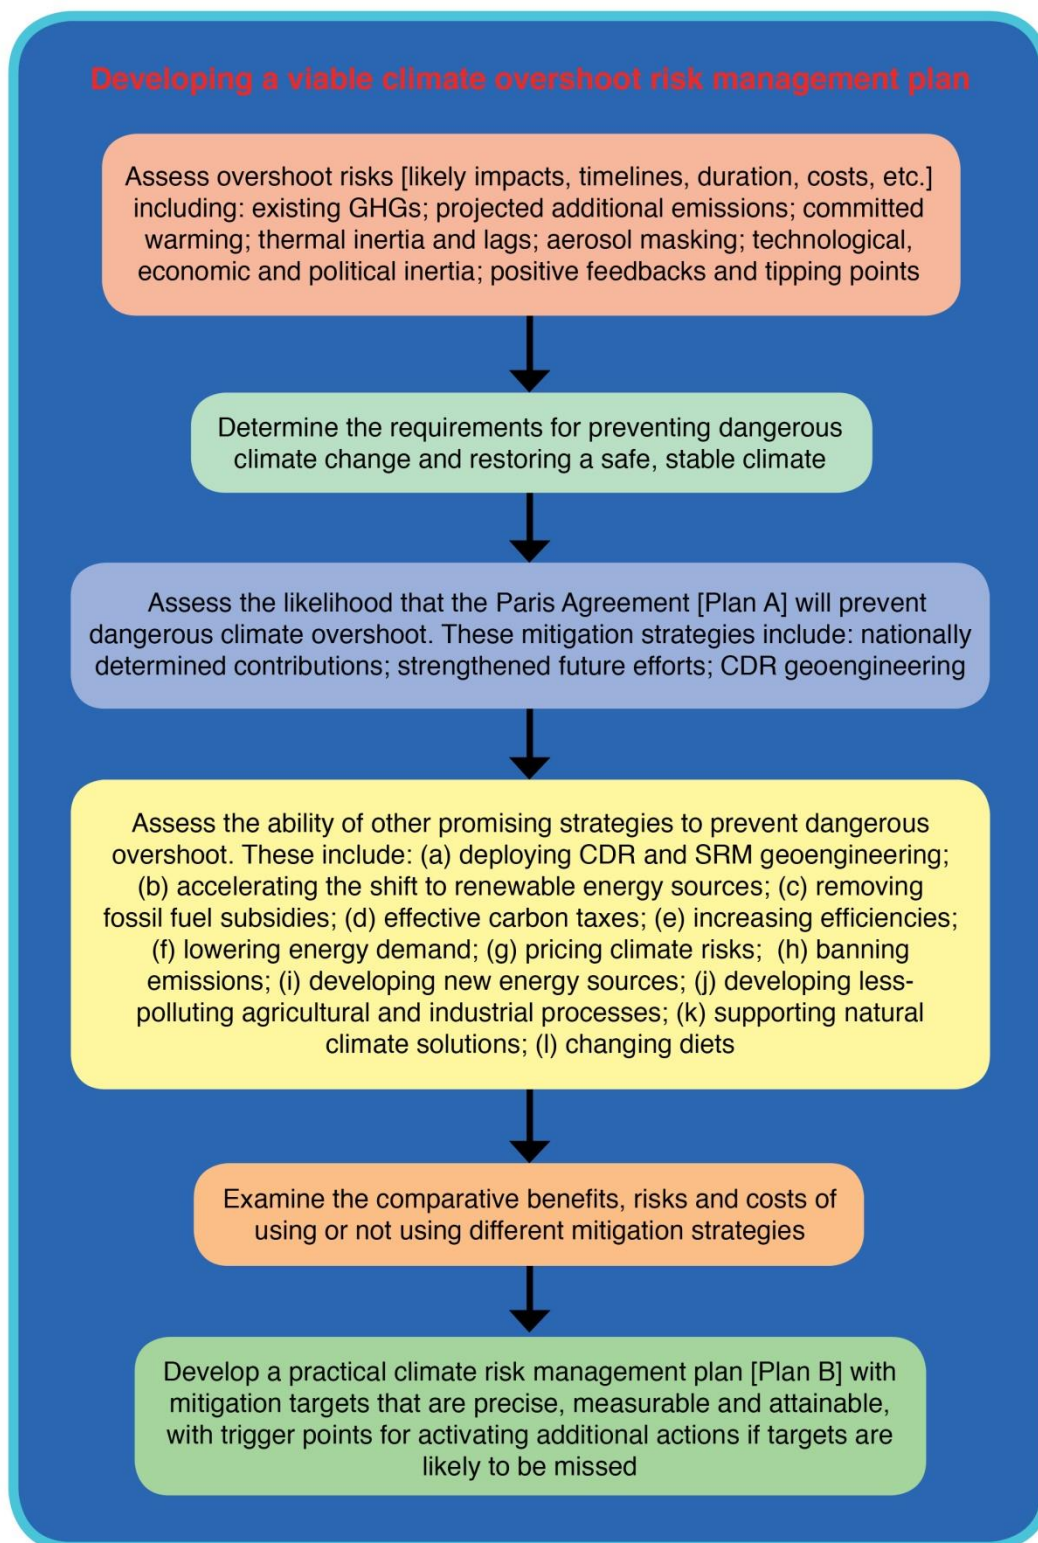 Developing a viable climate overshoot risk management plan
Assess overshoot risks [likely impacts, timelines, duration, costs, etc.]
including: existing GHGs; projected additional emissions; committed
warming; thermal inertia and lags; aerosol masking; technological,
economic and political inertia; positive feedbacks and tipping points
Determine the requirements for preventing dangerous
climate change and restoring a safe, stable climate
Assess the likelihood that the Paris Agreement [Plan A] will prevent
dangerous climate overshoot. These mitigation strategies include: nationally
determined contributions; strengthened future efforts; CDR geoengineering
Assess the ability of other promising strategies to prevent dangerous
overshoot. These include: (a) deploying CDR and SRM geoengineering;
(b) accelerating the shift to renewable energy sources; (c) removing
fossil fuel subsidies; (d) effective carbon taxes; (e) increasing efficiencies;
(f) lowering energy demand; (g) pricing climate risks; (h) banning
emissions; (i) developing new energy sources; (j) developing less-
polluting agricultural and industrial processes; (k) supporting natural
climate solutions; (l) changing diets
Examine the comparative benefits, risks and costs of
using or not using different mitigation strategies
Develop a practical climate risk management plan [Plan B] with
mitigation targets that are precise, measurable and attainable,
with trigger points for activating additional actions if targets are
likely to be missed